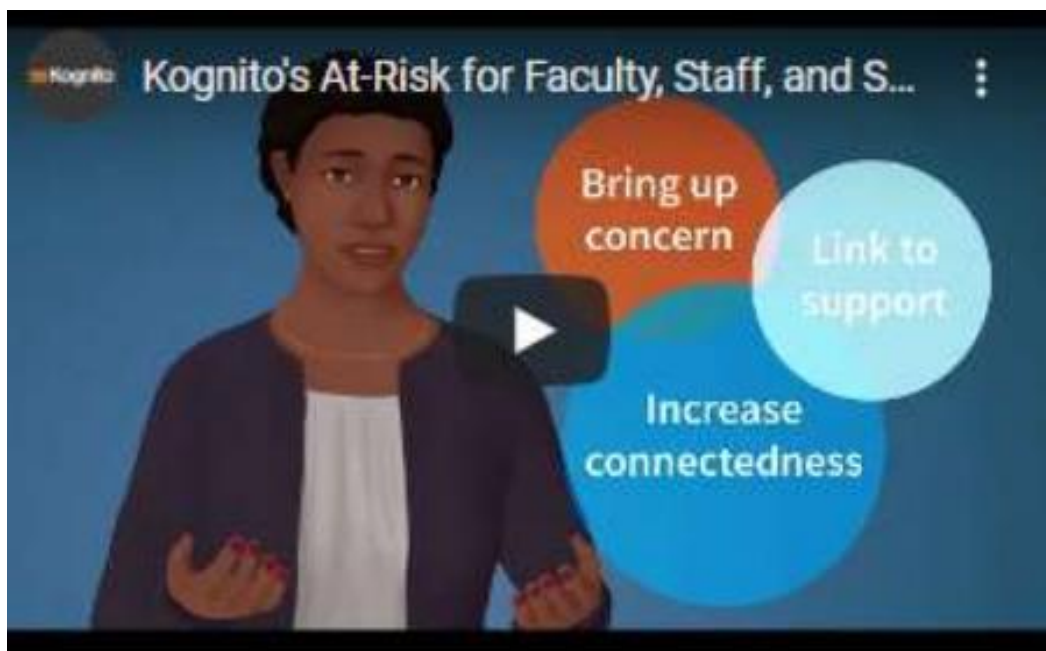 Kognito
Kognito's At-Risk for Faculty, Staff, and S...
Bring up
concern
Link to
support
Increase
connectedness